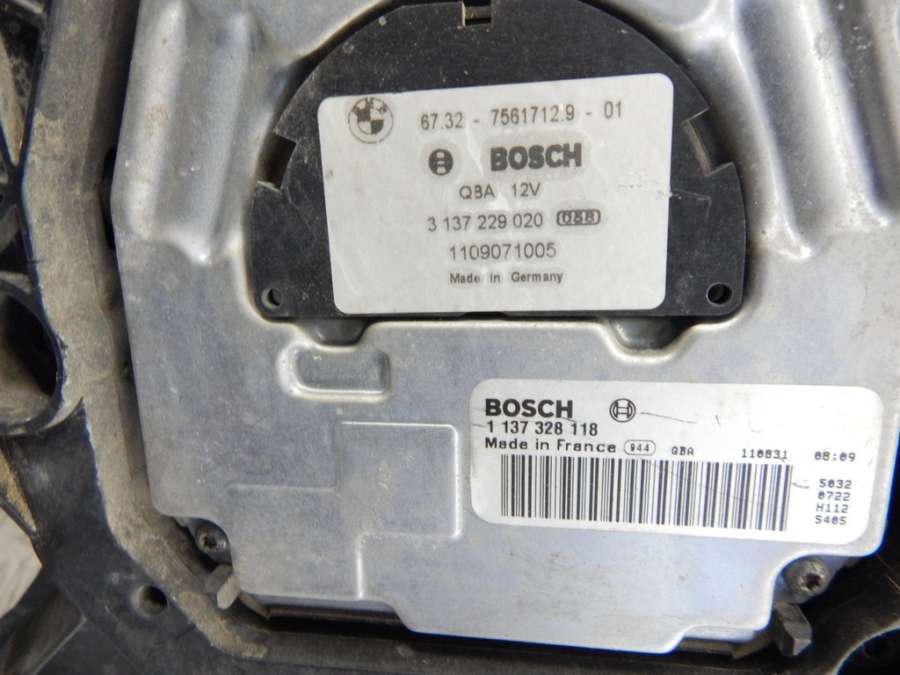 67.32 - 7561712.9 - 01
BOSCH
QBA 12V
3 137 229 020 088
1109071005
Made in Germany
BOSCH
1 137 328 118
Made in France 944 QBA 110831 08:09
5032
0722
H112
S405